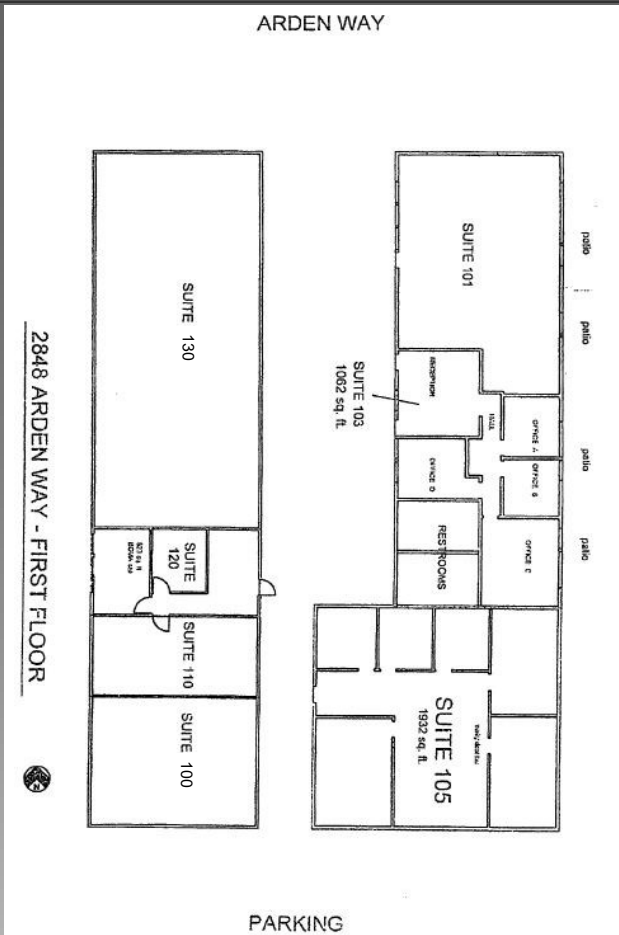 ARDEN WAY
patio
patio
patio
patio
SUITE 101
SUITE 130
SUITE 103
1062 sq. ft.
RECEPTION
HALL
OFFICE A
OFFICE B
OFFICE C
OFFICE D
RESTROOMS
SUITE
120
SUITE 110
SUITE 100
SUITE 105
1932 sq. ft.
2848 ARDEN WAY - FIRST FLOOR
N
PARKING